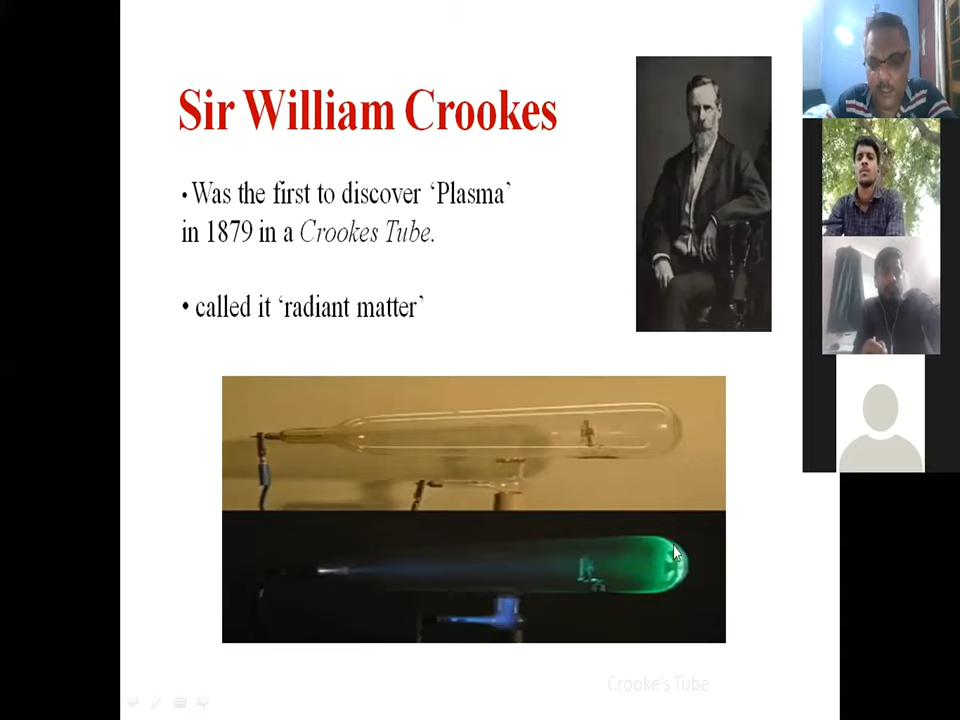 Sir William Crookes
• Was the first to discover ‘Plasma’
in 1879 in a Crookes Tube.
• called it ‘radiant matter’
Crooke's Tube